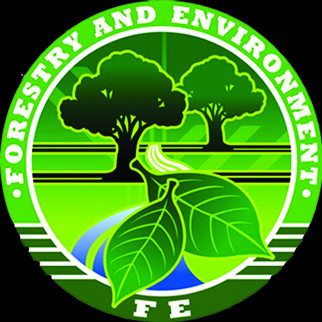 ·FORESTRY AND ENVIRONMENT·
FE